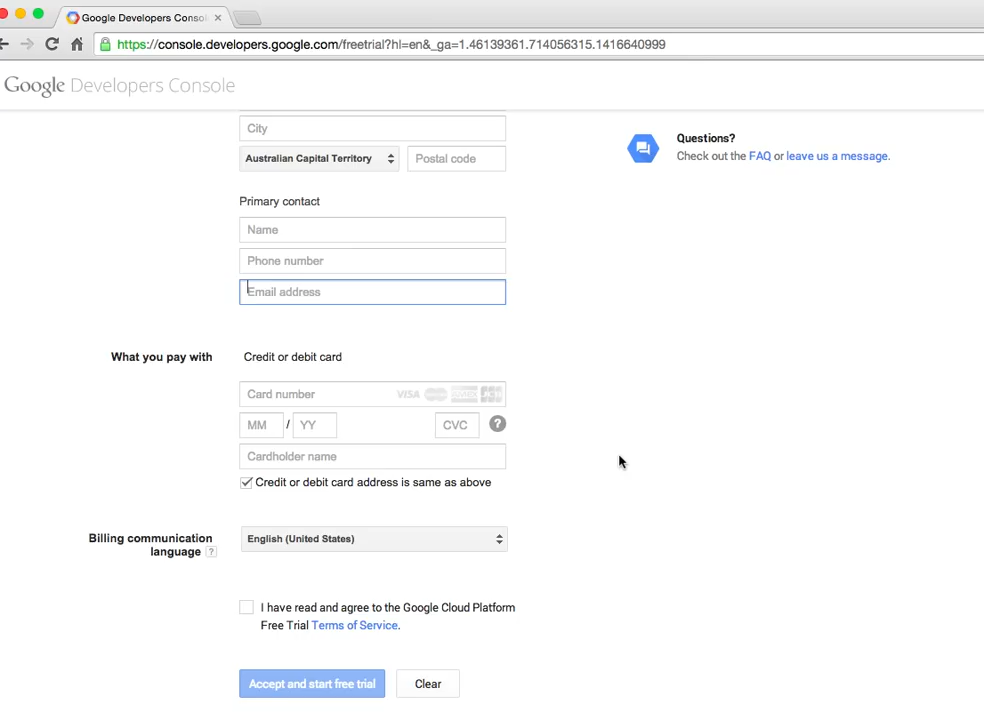 Google Developers Consol
https://console.developers.google.com/freetrial?hl=en&_ga=1.46139361.714056315.1416640999
Google Developers Console
City
Australian Capital Territory Postal code
Questions?
Check out the FAQ or leave us a message.
Primary contact
Name
Phone number
Email address
What you pay with Credit or debit card
Card number VISA AMEX JCB
MM / YY CVC ?
Cardholder name
Credit or debit card address is same as above
Billing communication
language ?
English (United States)
I have read and agree to the Google Cloud Platform
Free Trial Terms of Service.
Accept and start free trial Clear